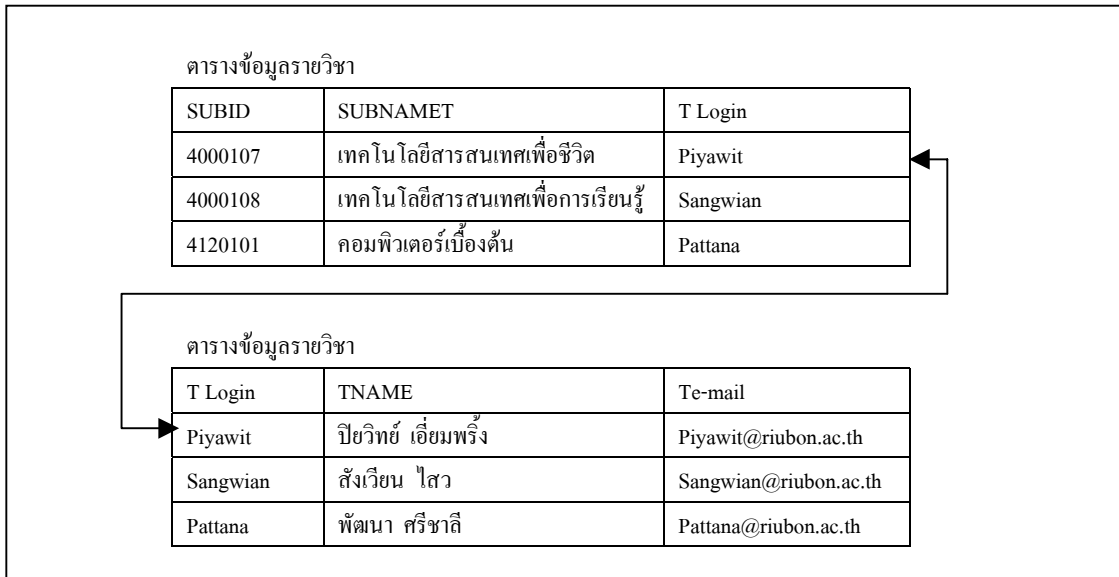 ตารางข้อมูลรายวิชา
SUBID SUBNAMET T Login
4000107 เทคโนโลยีสารสนเทศเพื่อชีวิต Piyawit
4000108 เทคโนโลยีสารสนเทศเพื่อการเรียนรู้ Sangwian
4120101 คอมพิวเตอร์เบื้องต้น Pattana
ตารางข้อมูลรายวิชา
T Login TNAME Te-mail
Piyawit ปิยวิทย์ เอี่ยมพริ้ง Piyawit@riubon.ac.th
Sangwian สังเวียน ไสว Sangwian@riubon.ac.th
Pattana พัฒนา ศรีชาลี Pattana@riubon.ac.th